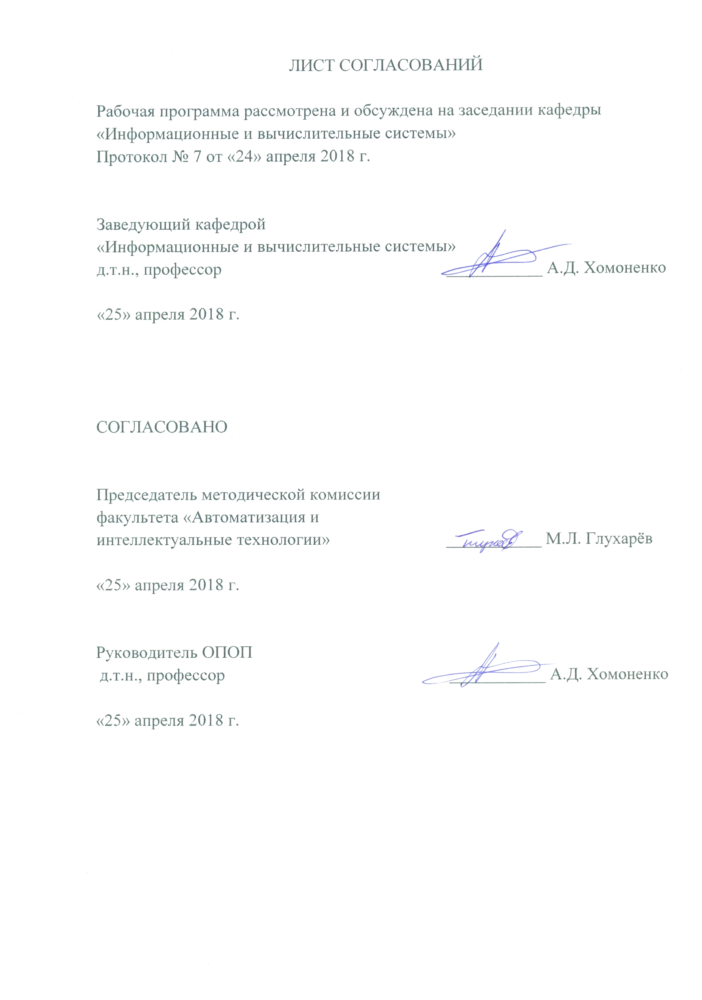 ЛИСТ СОГЛАСОВАНИЙ
Рабочая программа рассмотрена и обсуждена на заседании кафедры
«Информационные и вычислительные системы»
Протокол № 7 от «24» апреля 2018 г.
Заведующий кафедрой
«Информационные и вычислительные системы»
д.т.н., профессор ____________ А.Д. Хомоненко
«25» апреля 2018 г.
СОГЛАСОВАНО
Председатель методической комиссии
факультета «Автоматизация и
интеллектуальные технологии» ____________ М.Л. Глухарёв
«25» апреля 2018 г.
Руководитель ОПОП
д.т.н., профессор ____________ А.Д. Хомоненко
«25» апреля 2018 г.